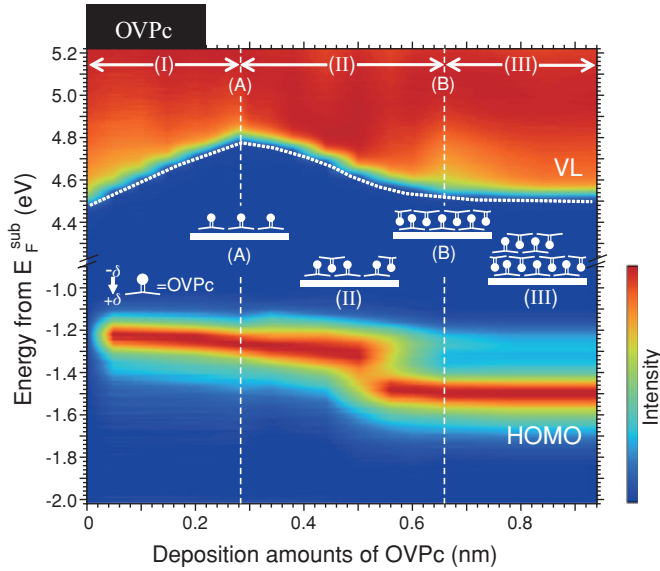 OVPc
(I) (II) (III)
(A) (B)
5.2
5.0
4.8
4.6
4.4
-1.0
-1.2
-1.4
-1.6
-1.8
-2.0
Energy from E_F^sub (eV)
VL
(A) (B)
(II) (III)
-δ
+δ
=OVPc
HOMO
Intensity
0 0.2 0.4 0.6 0.8
Deposition amounts of OVPc (nm)